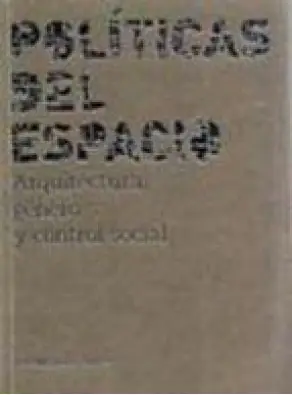 POLÍTICAS
DEL
ESPACIO
Arquitectura,
género
y control social